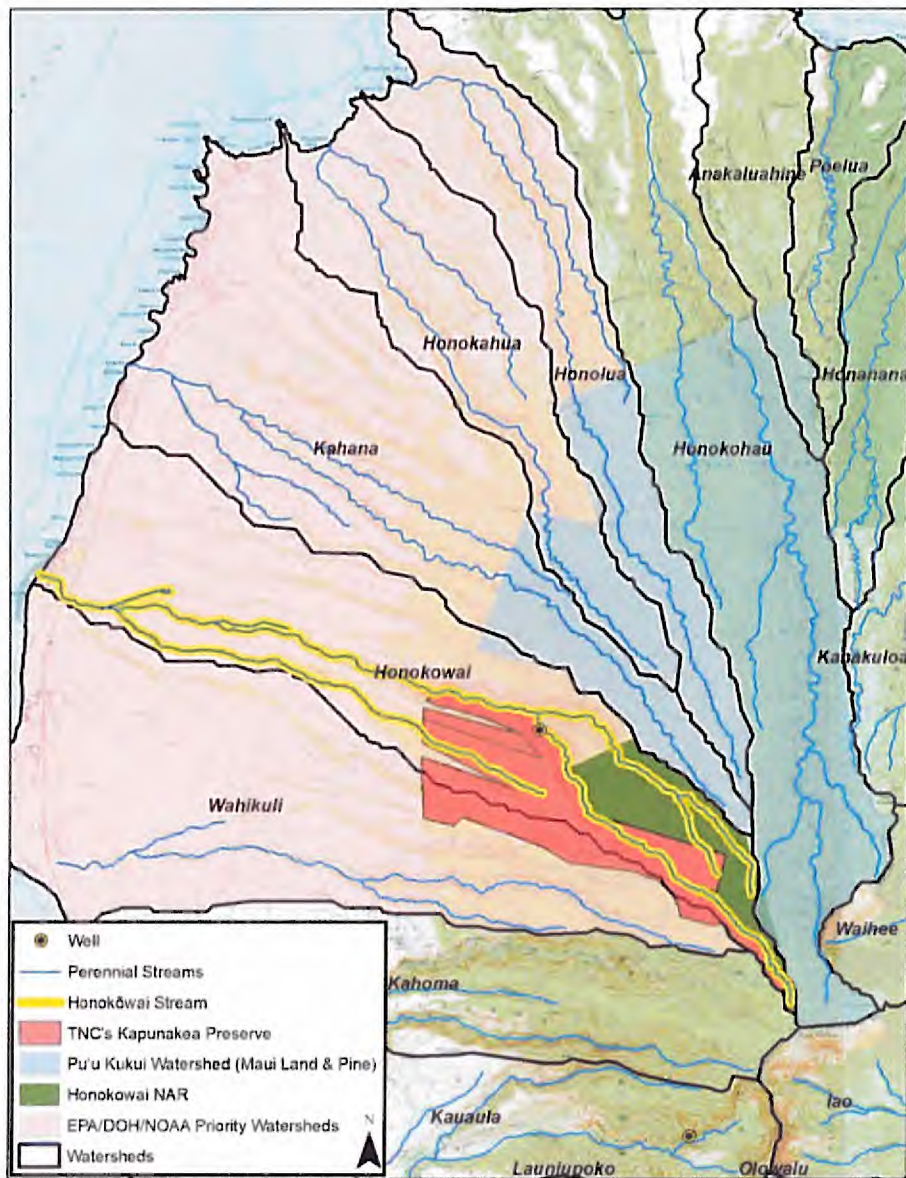 Anakaluahine
Poelua
Honokahua
Honolua
Honanana
Kahana
Honokohau
Honokowai
Kahakuloa
Wahikuli
Waihee
Kahoma
Iao
Kauaula
Launiupoko
Olowalu
Well
Perennial Streams
Honokōwai Stream
TNC's Kapunakea Preserve
Pu'u Kukui Watershed (Maui Land & Pine)
Honokowai NAR
EPA/DOH/NOAA Priority Watersheds
N
Watersheds